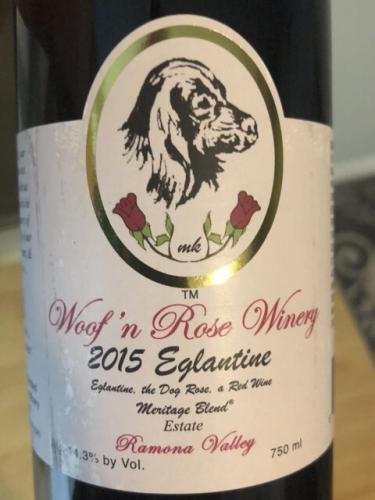 mk
TM
Woof 'n Rose Winery
2015 Eglantine
Eglantine, the Dog Rose, a Red Wine
Meritage Blend®
Estate
Ramona Valley
14.3% by Vol.
750 ml